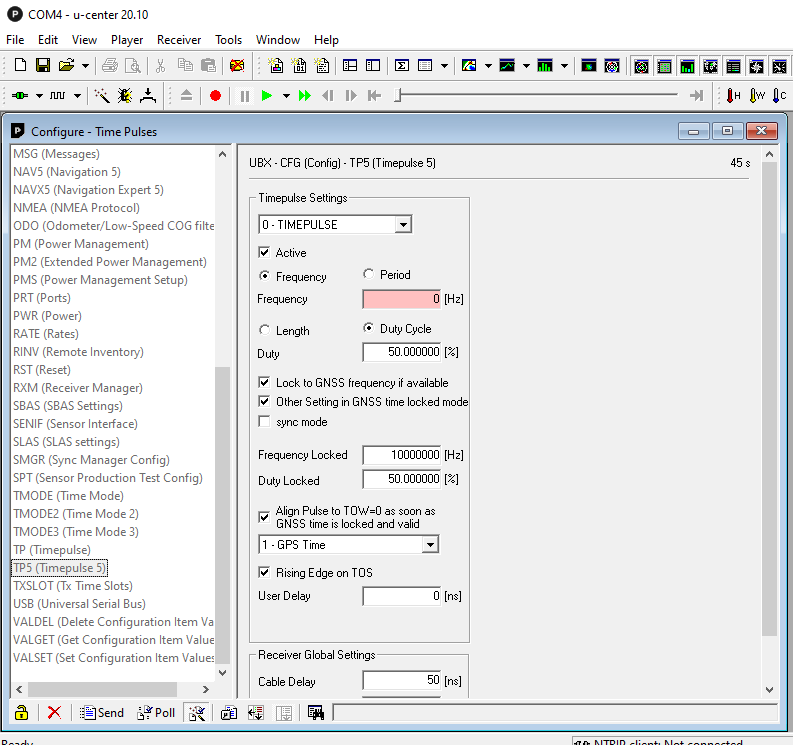 COM4 - u-center 20.10
File Edit View Player Receiver Tools Window Help
H W C
Configure - Time Pulses
MSG (Messages)
NAV5 (Navigation 5)
NAVX5 (Navigation Expert 5)
NMEA (NMEA Protocol)
ODO (Odometer/Low-Speed COG filte
PM (Power Management)
PM2 (Extended Power Management)
PMS (Power Management Setup)
PRT (Ports)
PWR (Power)
RATE (Rates)
RINV (Remote Inventory)
RST (Reset)
RXM (Receiver Manager)
SBAS (SBAS Settings)
SENIF (Sensor Interface)
SLAS (SLAS settings)
SMGR (Sync Manager Config)
SPT (Sensor Production Test Config)
TMODE (Time Mode)
TMODE2 (Time Mode 2)
TMODE3 (Time Mode 3)
TP (Timepulse)
TP5 (Timepulse 5)
TXSLOT (Tx Time Slots)
USB (Universal Serial Bus)
VALDEL (Delete Configuration Item Va
VALGET (Get Configuration Item Value
VALSET (Set Configuration Item Values
UBX - CFG (Config) - TP5 (Timepulse 5) 45 s
Timepulse Settings
0 - TIMEPULSE
Active
Frequency Period
Frequency 0 [Hz]
Length Duty Cycle
Duty 50.000000 [%]
Lock to GNSS frequency if available
Other Setting in GNSS time locked mode
sync mode
Frequency Locked 10000000 [Hz]
Duty Locked 50.000000 [%]
Align Pulse to TOW=0 as soon as
GNSS time is locked and valid
1 - GPS Time
Rising Edge on TOS
User Delay 0 [ns]
Receiver Global Settings
Cable Delay 50 [ns]
Send Poll
Ready NTRIP client: Not connected